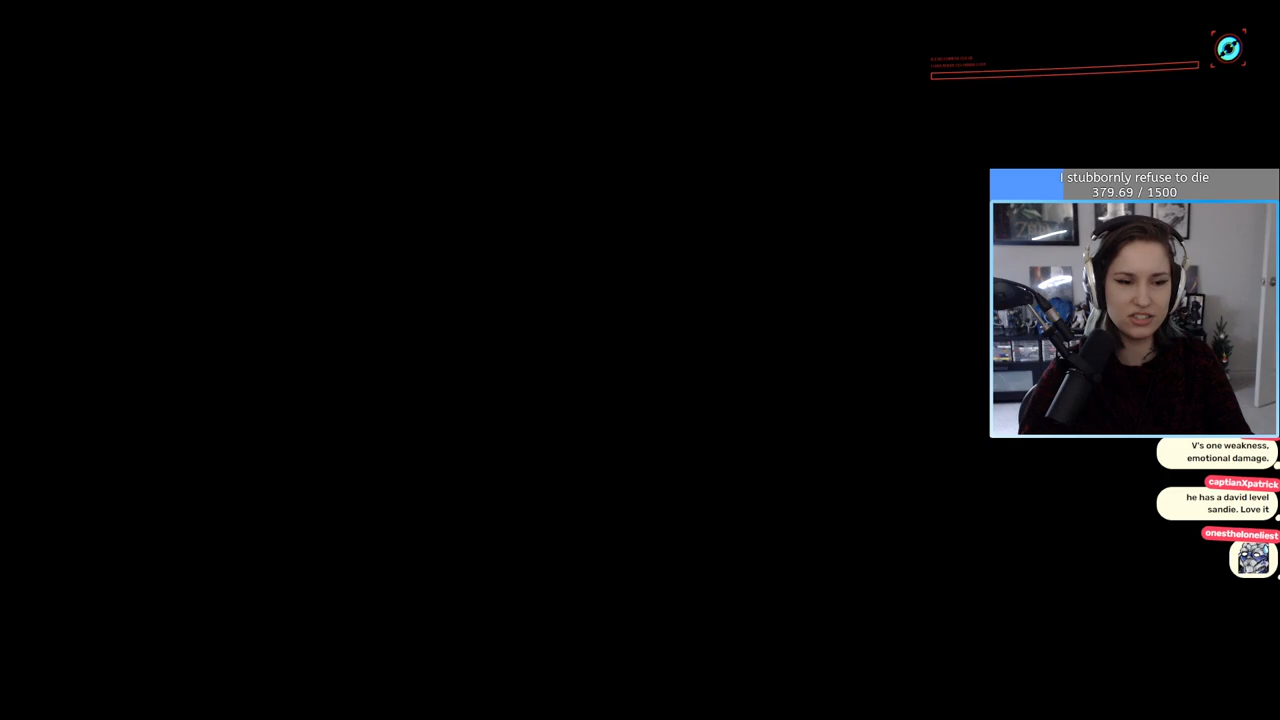 I stubbornly refuse to die
379.69 / 1500
V's one weakness,
emotional damage.
captianXpatrick
he has a david level
sandie. Love it
onestheloneliest